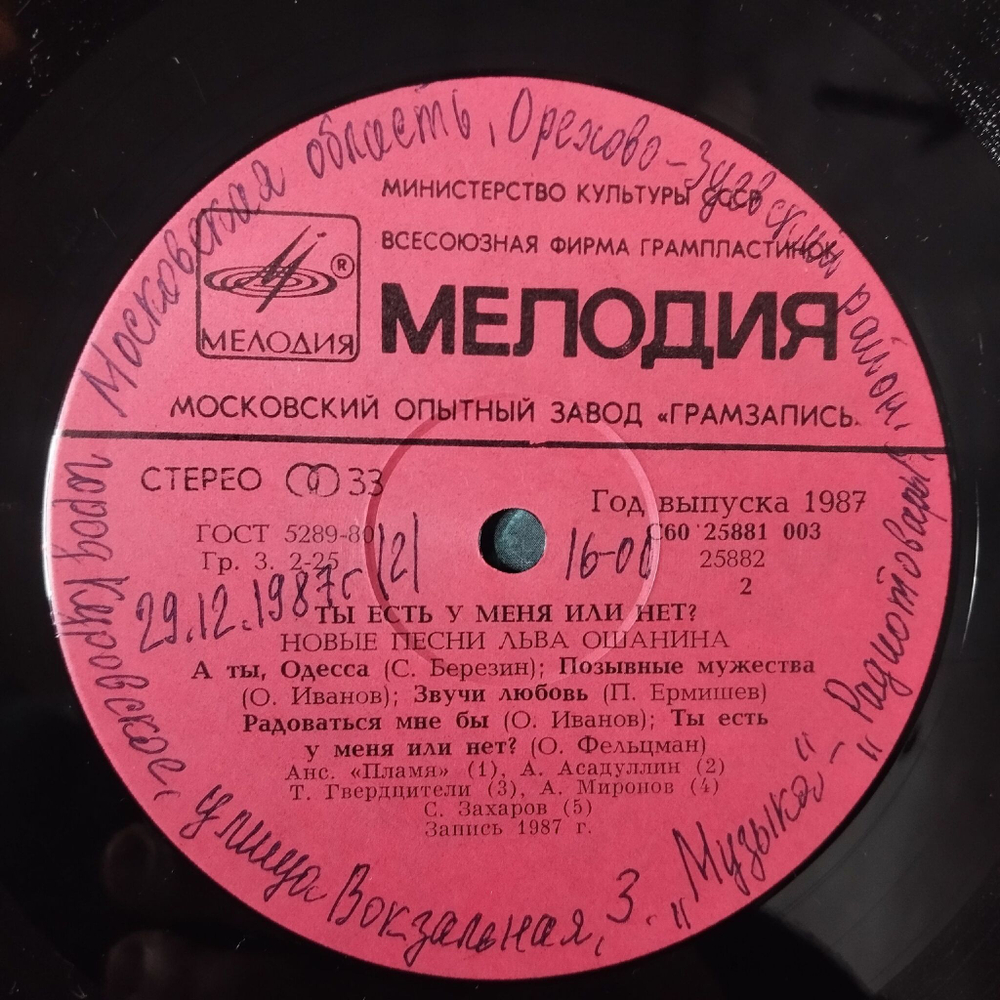 Московская область, Орехово-Зуевский район.
МИНИСТЕРСТВО КУЛЬТУРЫ СССР
ВСЕСОЮЗНАЯ ФИРМА ГРАМПЛАСТИНОК
МЕЛОДИЯ ®
МЕЛОДИЯ
МОСКОВСКИЙ ОПЫТНЫЙ ЗАВОД «ГРАМЗАПИСЬ»
СТЕРЕО 33
Год выпуска 1987
ГОСТ 5289-80
С60 25881 003
Гр. 3. 2-25
25882
2
29.12.1987г. |2|
16-00
ТЫ ЕСТЬ У МЕНЯ ИЛИ НЕТ?
НОВЫЕ ПЕСНИ ЛЬВА ОШАНИНА
А ты, Одесса (С. Березин); Позывные мужества
(О. Иванов); Звучи любовь (П. Ермишев)
Радоваться мне бы (О. Иванов); Ты есть
у меня или нет? (О. Фельцман)
Анс. «Пламя» (1), А. Асадуллин (2)
Т. Гвердцители (3), А. Миронов (4)
С. Захаров (5)
Запись 1987 г.
город Куровское, улица Вокзальная, 3. „Музыка" – „Радиотовары"